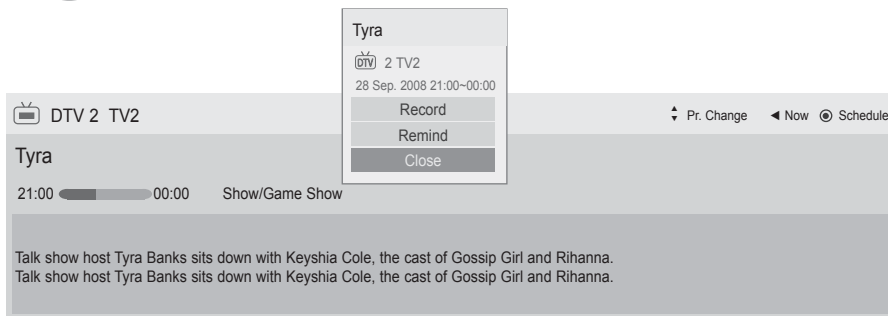 Tyra
DTV 2 TV2
28 Sep. 2008 21:00~00:00
Record
Remind
Close
DTV 2 TV2
Pr. Change ◀ Now ◉ Schedule
Tyra
21:00 00:00 Show/Game Show
Talk show host Tyra Banks sits down with Keyshia Cole, the cast of Gossip Girl and Rihanna.
Talk show host Tyra Banks sits down with Keyshia Cole, the cast of Gossip Girl and Rihanna.